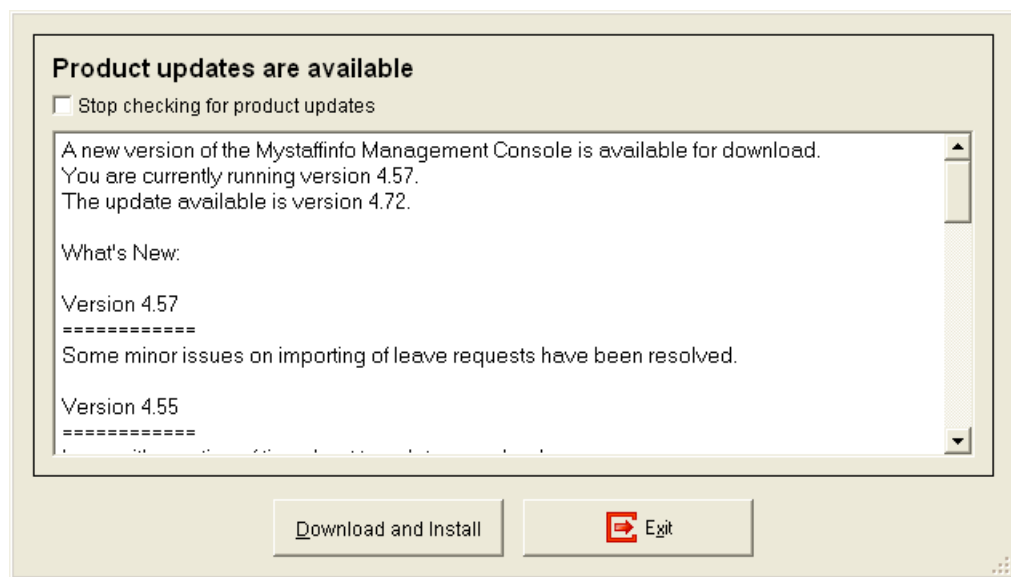 Product updates are available
Stop checking for product updates
A new version of the Mystaffinfo Management Console is available for download.
You are currently running version 4.57.
The update available is version 4.72.
What's New:
Version 4.57
============
Some minor issues on importing of leave requests have been resolved.
Version 4.55
============
Download and Install
Exit